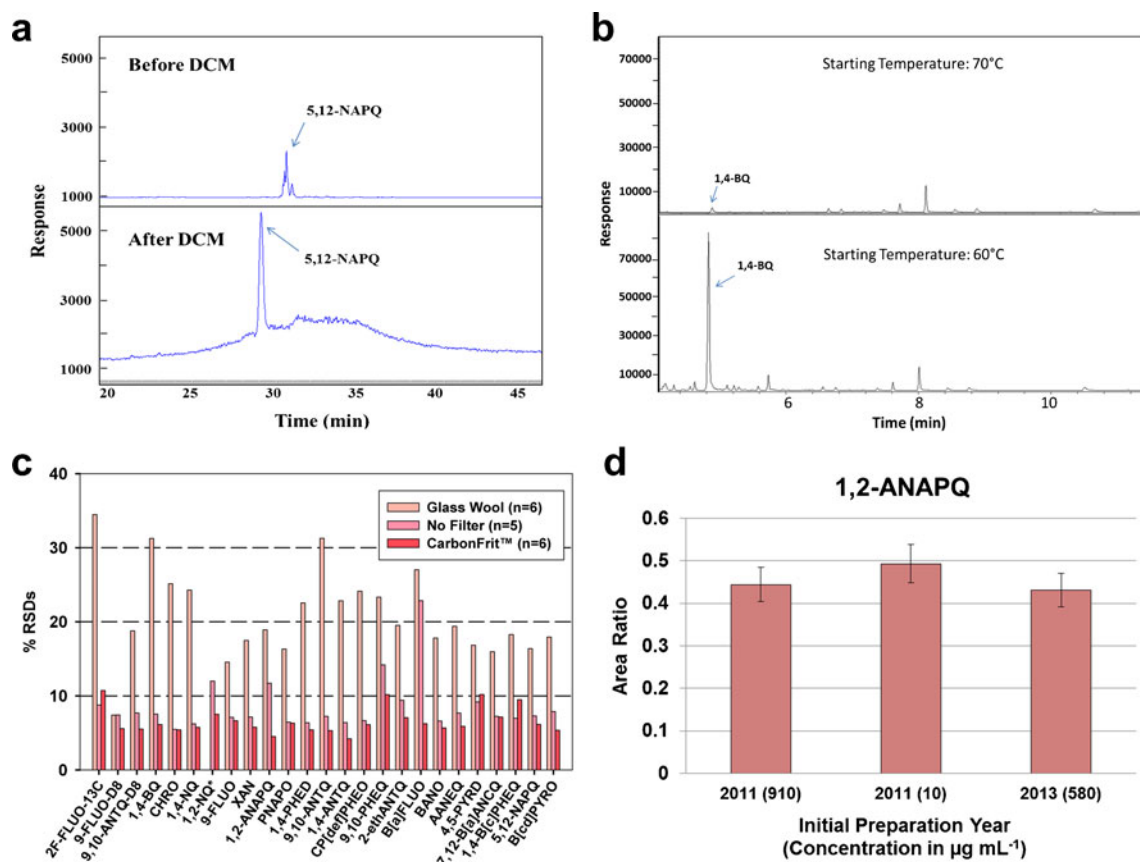 a
5000
Before DCM
5,12-NAPQ
3000
1000
5000
After DCM
5,12-NAPQ
3000
1000
Response
20 25 30 35 40 45
Time (min)
b
70000
Starting Temperature: 70°C
50000
30000
1,4-BQ
10000
70000
Starting Temperature: 60°C
1,4-BQ
50000
30000
10000
Response
6 8 10
Time (min)
c
40
30
20
10
0
% RSDs
Glass Wool (n=6)
No Filter (n=5)
CarbonFrit™ (n=6)
2F-FLUO-13C
9-FLUO-D8
9,10-ANTQ-D8
1,4-BQ
CHRO
1,4-NQ
1,2-NQ*
9-FLUO
XAN
1,2-ANAPQ
PNAPO
1,4-PHED
9,10-ANTQ
1,4-ANTQ
CP[def]PHEO
9,10-PHEQ
2-ethANTQ
B[a]FLUO
BANO
AANEQ
4,5-PYRD
7,12-B[a]ANCQ
1,4-B[c]PHEQ
5,12-NAPQ
B[cd]PYRO
d
1,2-ANAPQ
0.6
0.5
0.4
0.3
0.2
0.1
0
Area Ratio
2011 (910) 2011 (10) 2013 (580)
Initial Preparation Year
(Concentration in µg mL⁻¹)